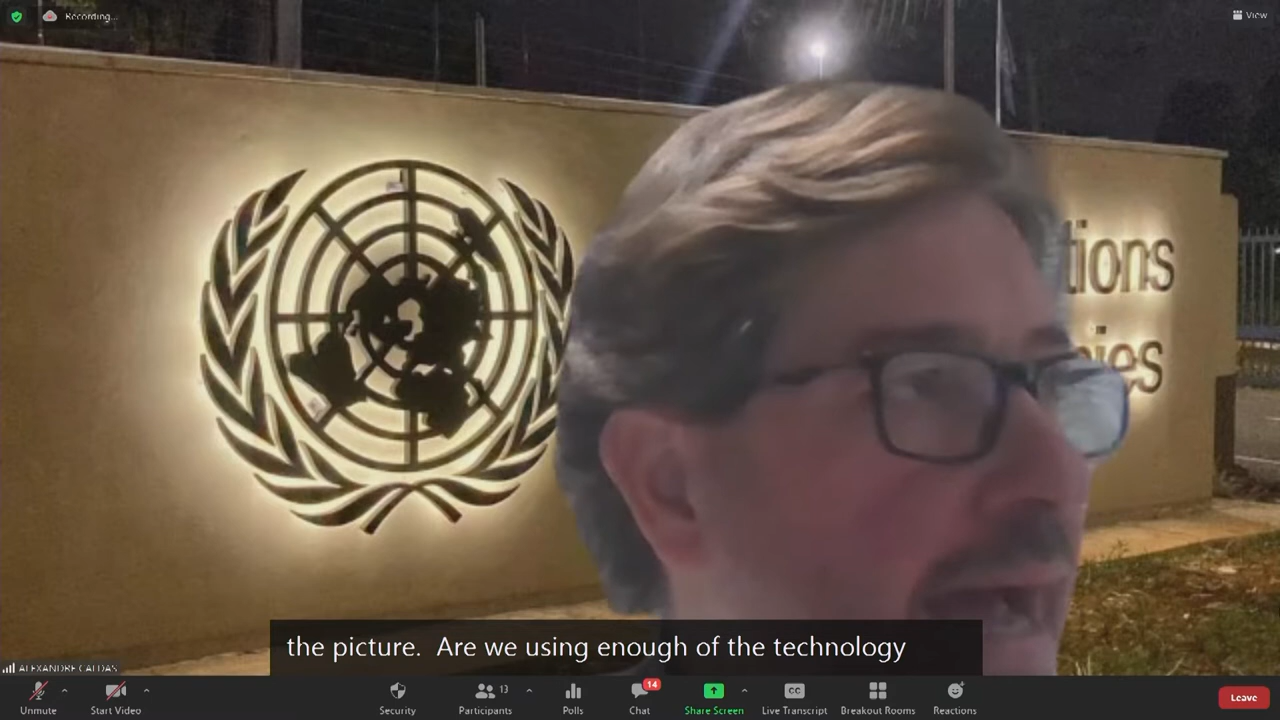 Recording...
View
tions
ies
the picture. Are we using enough of the technology
ALEXANDRE CALDAS
13
14
CC
Unmute
Start Video
Security
Participants
Polls
Chat
Share Screen
Live Transcript
Breakout Rooms
Reactions
Leave